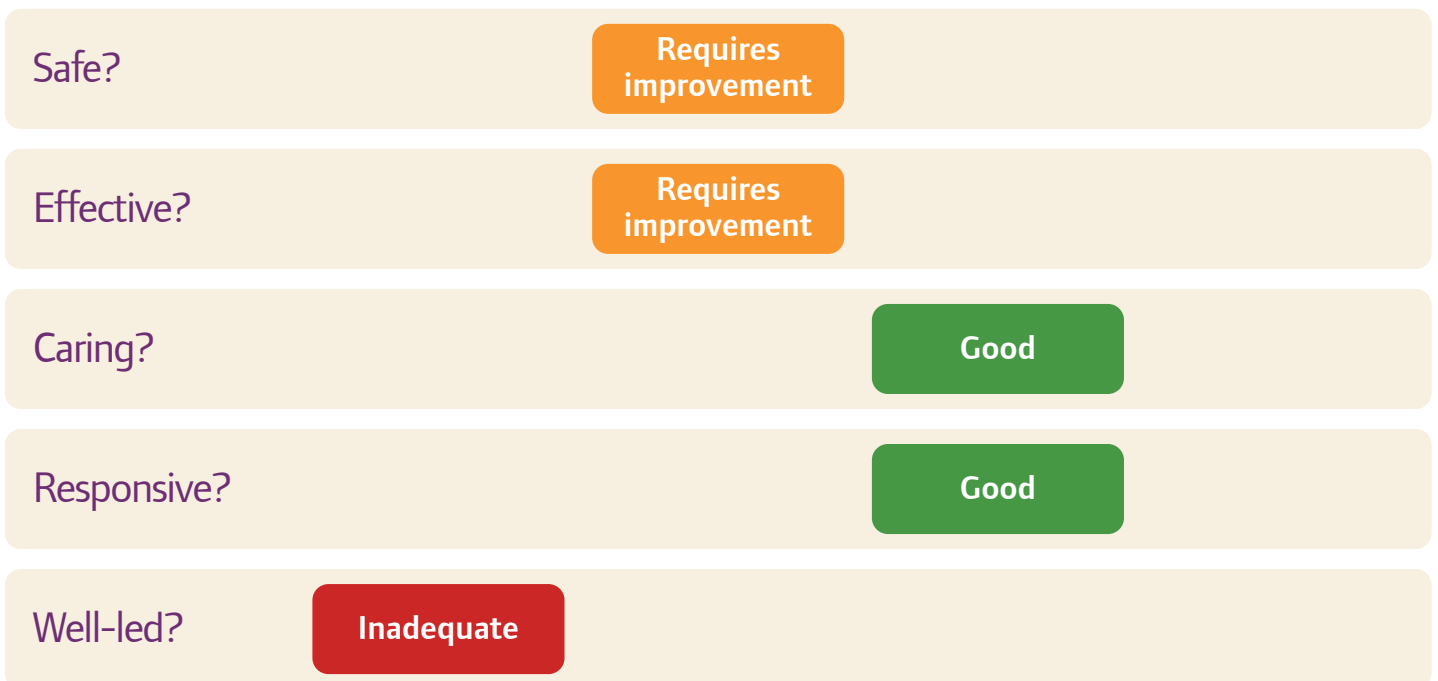 Safe?
Requires
improvement
Effective?
Requires
improvement
Caring?
Good
Responsive?
Good
Well-led?
Inadequate